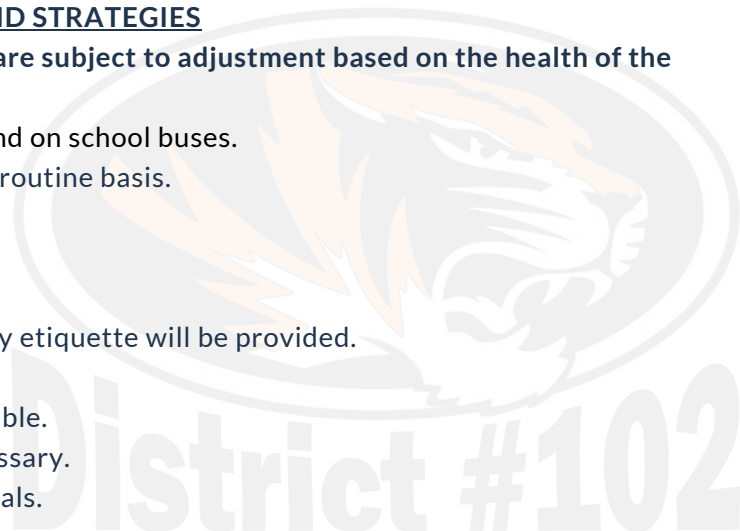 ND STRATEGIES
are subject to adjustment based on the health of the
nd on school buses.
routine basis.
y etiquette will be provided.
ble.
ssary.
als.
District #102